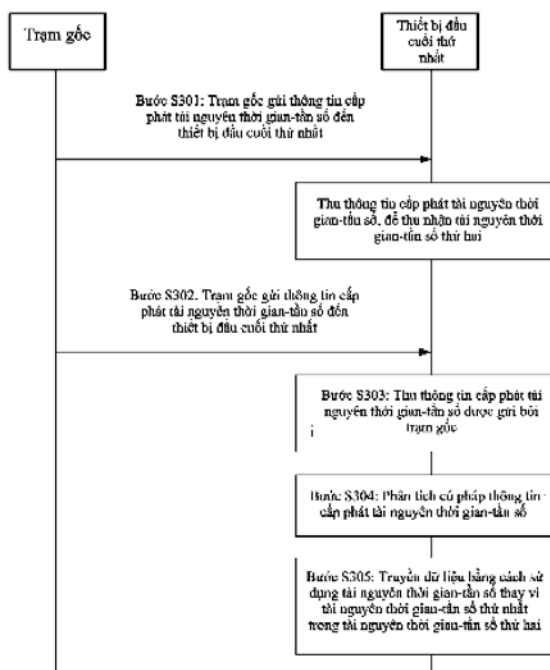 Trạm gốc
Thiết bị đầu
cuối thứ
nhất
Bước S301: Trạm gốc gửi thông tin cấp
phát tài nguyên thời gian-tần số đến
thiết bị đầu cuối thứ nhất
Thu thông tin cấp phát tài nguyên thời
gian-tần số, để thu nhận tài nguyên thời
gian-tần số thứ hai
Bước S302. Trạm gốc gửi thông tin cấp
phát tài nguyên thời gian-tần số đến
thiết bị đầu cuối thứ nhất
Bước S303: Thu thông tin cấp phát tài
nguyên thời gian-tần số được gửi bởi
trạm gốc
Bước S304: Phân tích cú pháp thông tin
cấp phát tài nguyên thời gian-tần số
Bước S305: Truyền dữ liệu bằng cách sử
dụng tài nguyên thời gian-tần số thay vì
tài nguyên thời gian-tần số thứ nhất
trong tài nguyên thời gian-tần số thứ hai